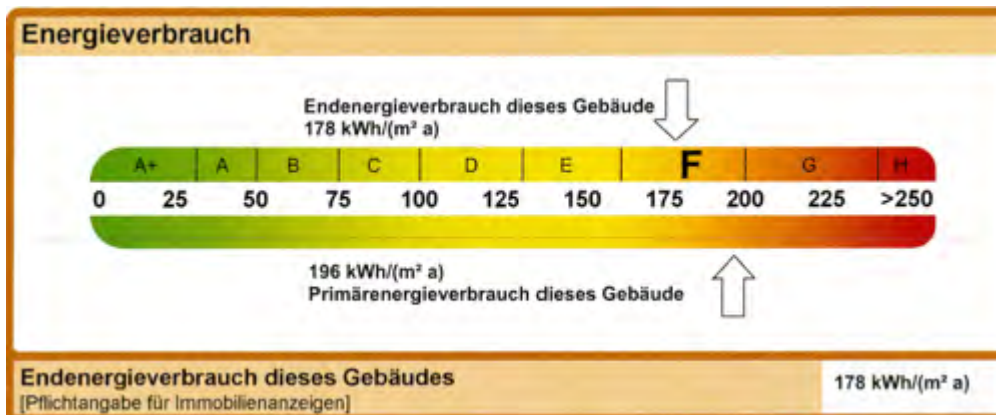 Energieverbrauch
Endenergieverbrauch dieses Gebäude
178 kWh/(m² a)
A+ A B C D E F G H
0 25 50 75 100 125 150 175 200 225 >250
196 kWh/(m² a)
Primärenergieverbrauch dieses Gebäude
Endenergieverbrauch dieses Gebäudes
178 kWh/(m² a)
[Pflichtangabe für Immobilienanzeigen]